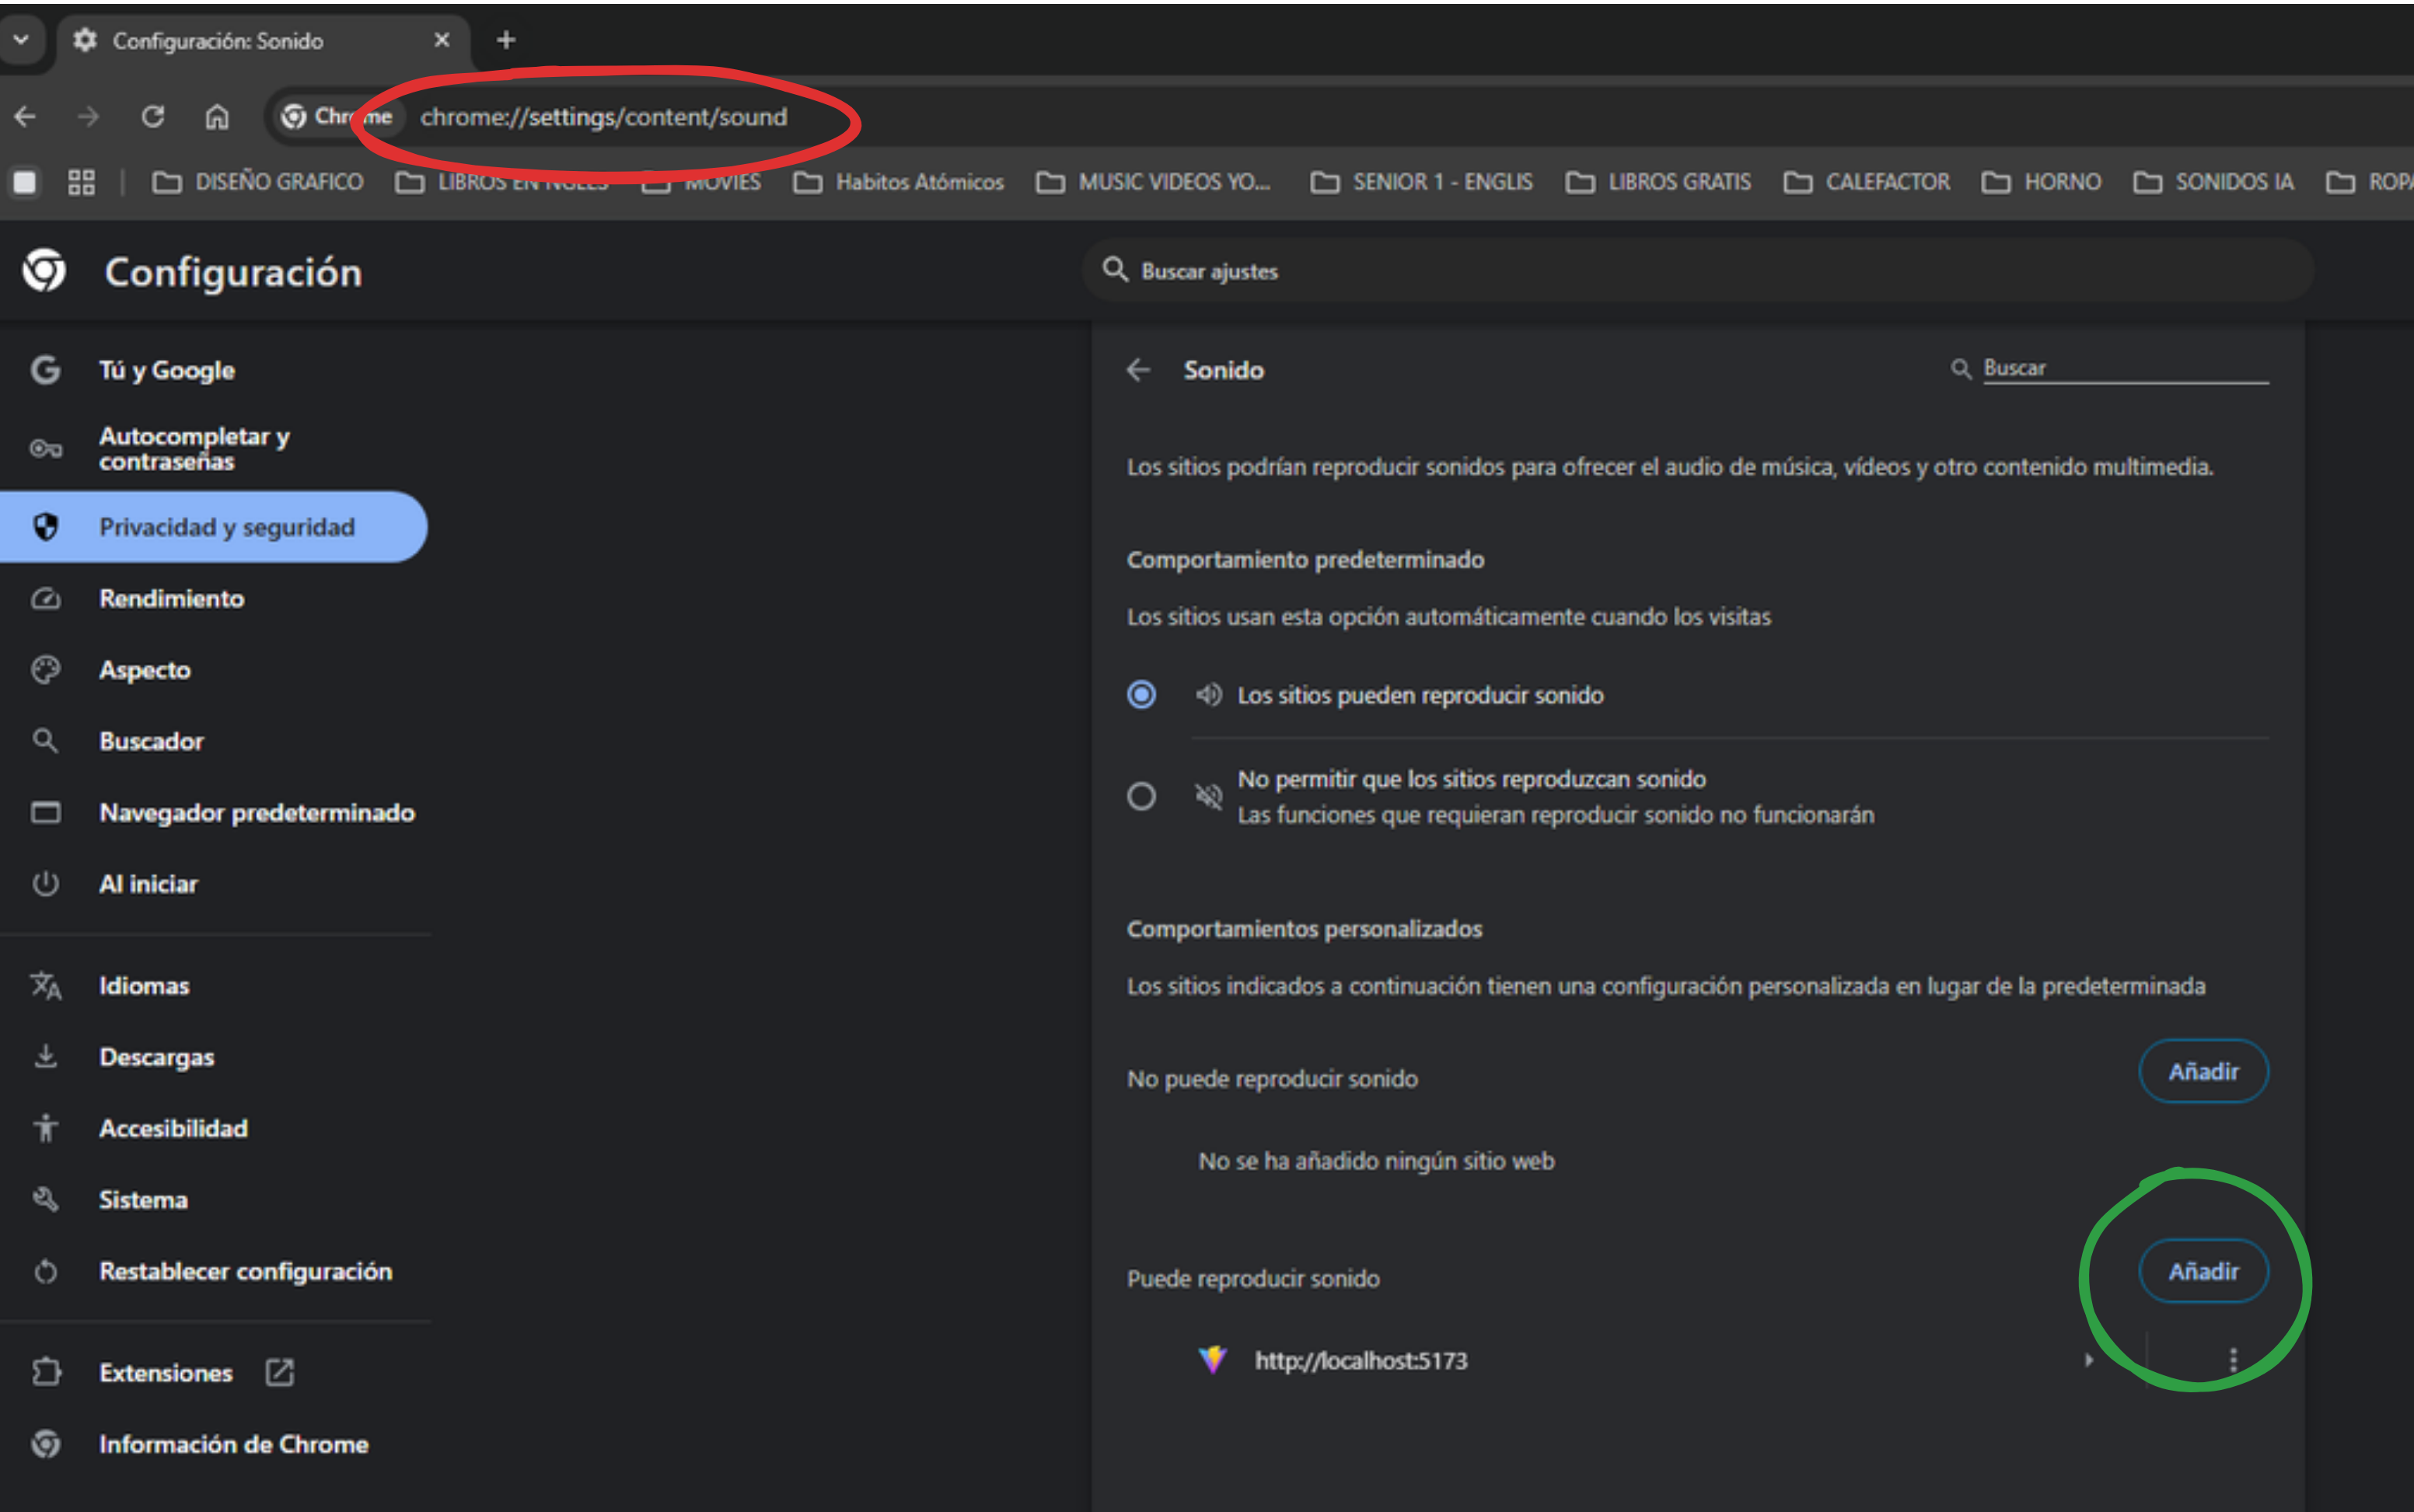 Configuración: Sonido
Chrome chrome://settings/content/sound
DISEÑO GRAFICO LIBROS EN INGLES MOVIES Habitos Atómicos MUSIC VIDEOS YO... SENIOR 1 - ENGLIS LIBROS GRATIS CALEFACTOR HORNO SONIDOS IA ROPA
Configuración
Buscar ajustes
Tú y Google
Autocompletar y
contraseñas
Privacidad y seguridad
Rendimiento
Aspecto
Buscador
Navegador predeterminado
Al iniciar
Idiomas
Descargas
Accesibilidad
Sistema
Restablecer configuración
Extensiones
Información de Chrome
Sonido
Buscar
Los sitios podrían reproducir sonidos para ofrecer el audio de música, vídeos y otro contenido multimedia.
Comportamiento predeterminado
Los sitios usan esta opción automáticamente cuando los visitas
Los sitios pueden reproducir sonido
No permitir que los sitios reproduzcan sonido
Las funciones que requieran reproducir sonido no funcionarán
Comportamientos personalizados
Los sitios indicados a continuación tienen una configuración personalizada en lugar de la predeterminada
No puede reproducir sonido
Añadir
No se ha añadido ningún sitio web
Puede reproducir sonido
Añadir
http://localhost:5173